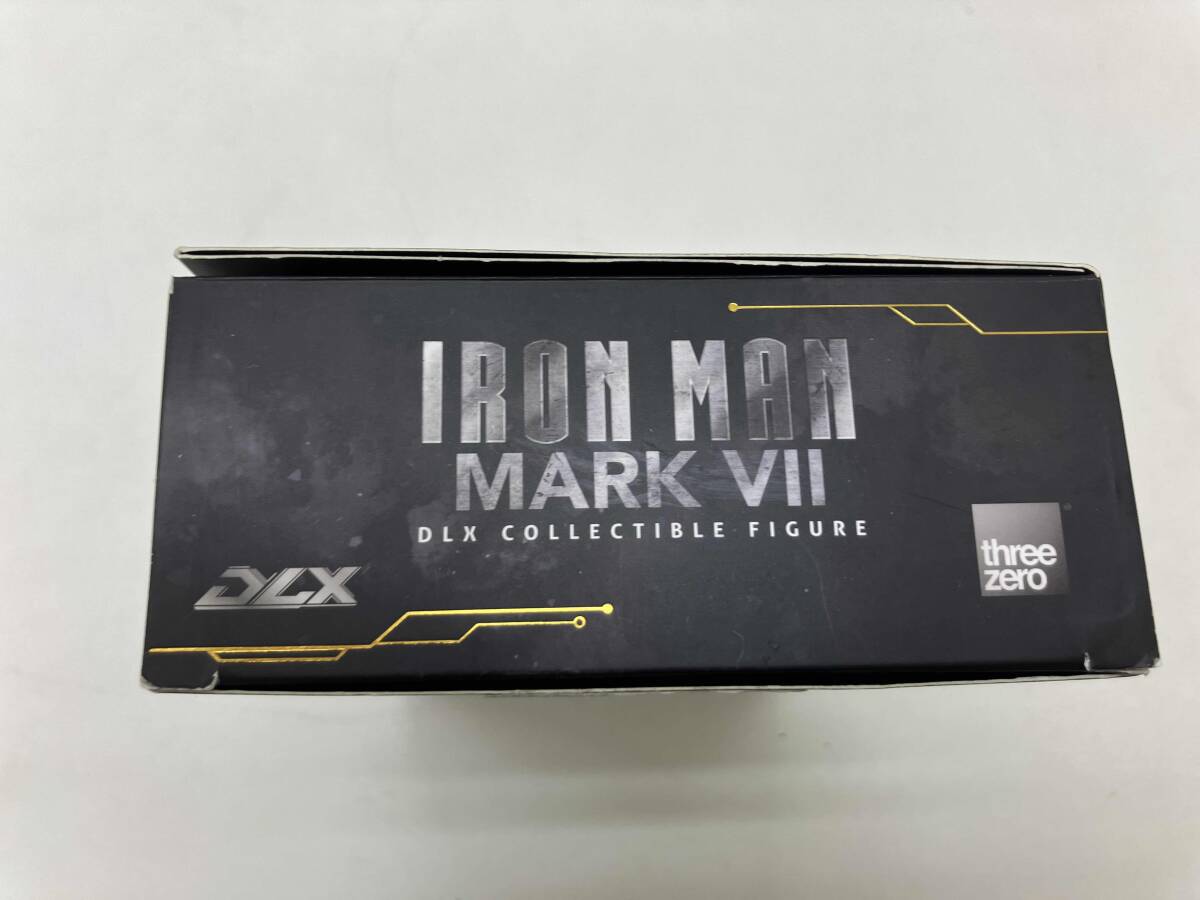 IRON MAN
MARK VII
DLX COLLECTIBLE FIGURE
DLX
three
zero